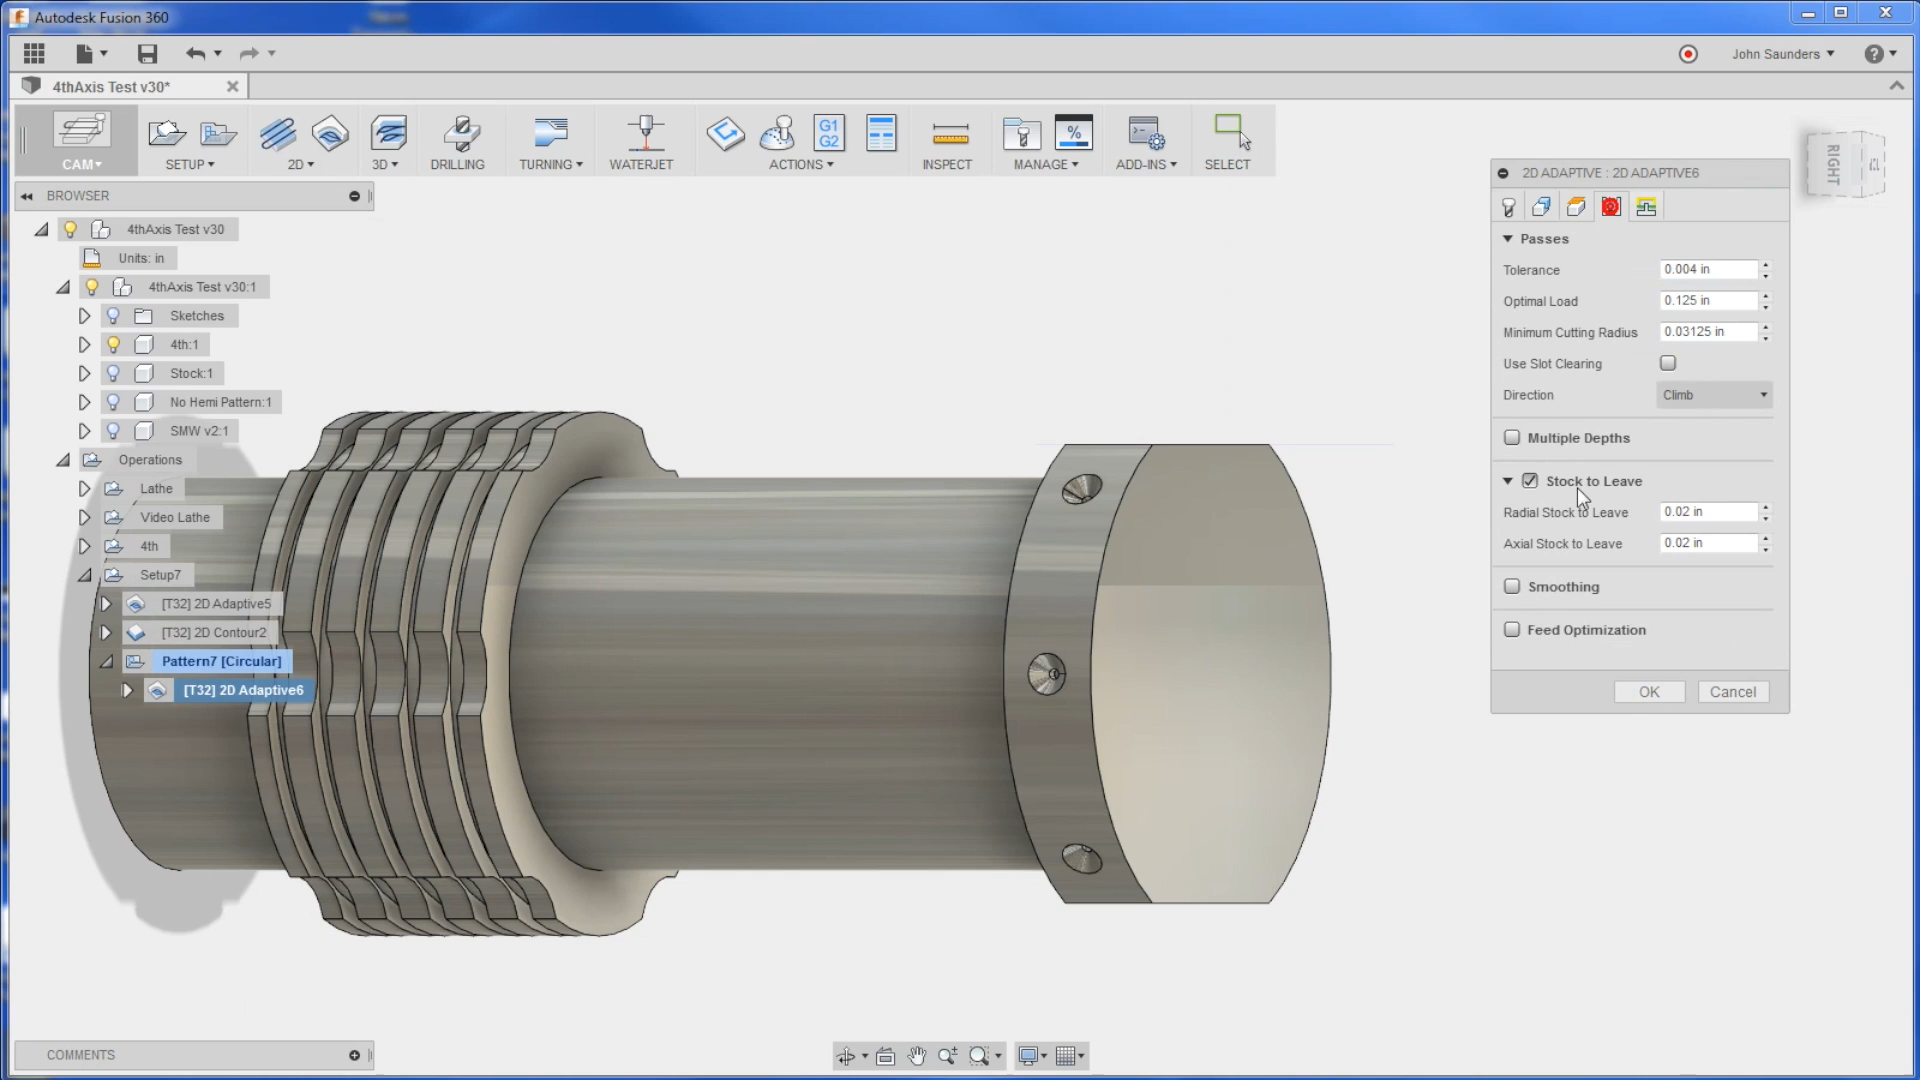 Autodesk Fusion 360
John Saunders
4thAxis Test v30*
CAM
SETUP
2D
3D
DRILLING
TURNING
WATERJET
G1
G2
ACTIONS
INSPECT
%
MANAGE
ADD-INS
SELECT
RIGHT
BROWSER
4thAxis Test v30
Units: in
4thAxis Test v30:1
Sketches
4th:1
Stock:1
No Hemi Pattern:1
SMW v2:1
Operations
Lathe
Video Lathe
4th
Setup7
[T32] 2D Adaptive5
[T32] 2D Contour2
Pattern7 [Circular]
[T32] 2D Adaptive6
2D ADAPTIVE : 2D ADAPTIVE6
Passes
Tolerance 0.004 in
Optimal Load 0.125 in
Minimum Cutting Radius 0.03125 in
Use Slot Clearing
Direction Climb
Multiple Depths
Stock to Leave
Radial Stock to Leave 0.02 in
Axial Stock to Leave 0.02 in
Smoothing
Feed Optimization
OK Cancel
COMMENTS